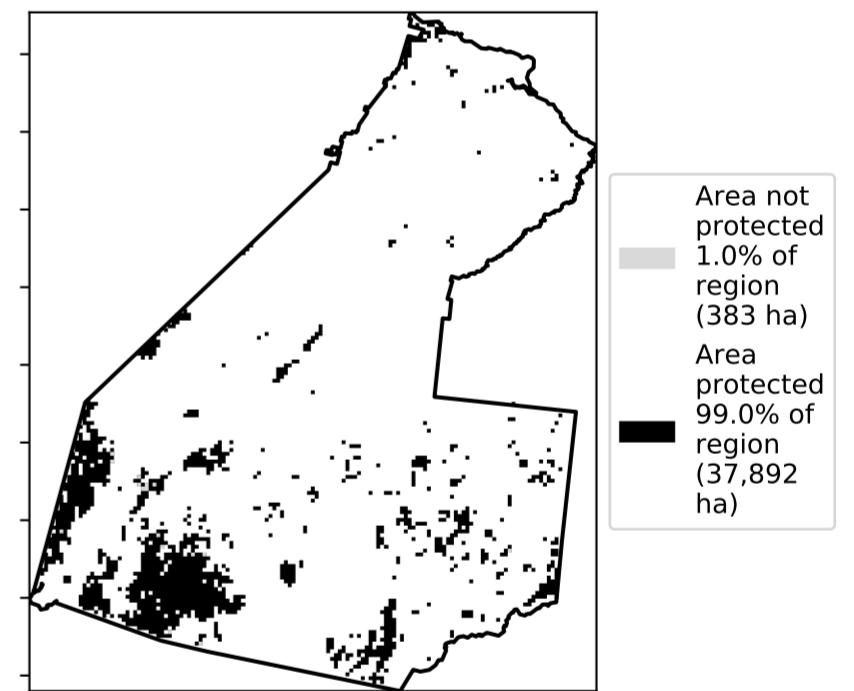 Area not
protected
1.0% of
region
(383 ha)
Area
protected
99.0% of
region
(37,892
ha)